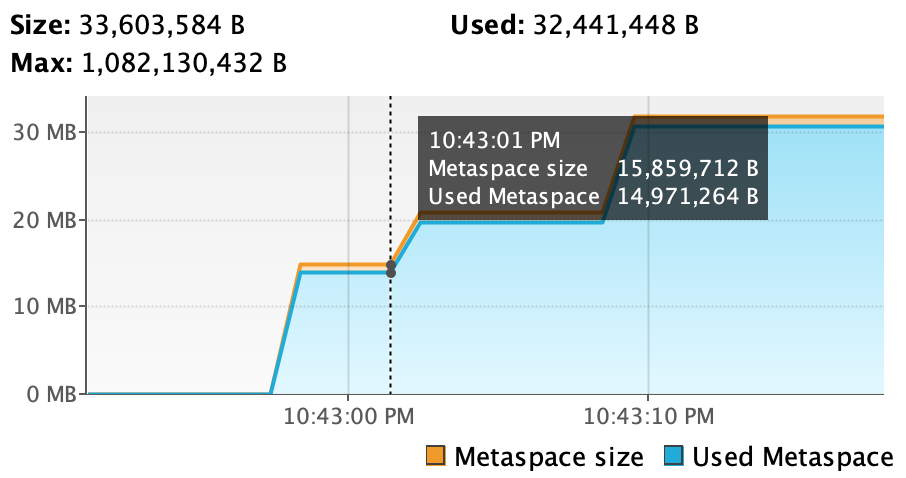 Size: 33,603,584 B
Used: 32,441,448 B
Max: 1,082,130,432 B
30 MB
20 MB
10 MB
0 MB
10:43:01 PM
Metaspace size 15,859,712 B
Used Metaspace 14,971,264 B
10:43:00 PM
10:43:10 PM
Metaspace size
Used Metaspace